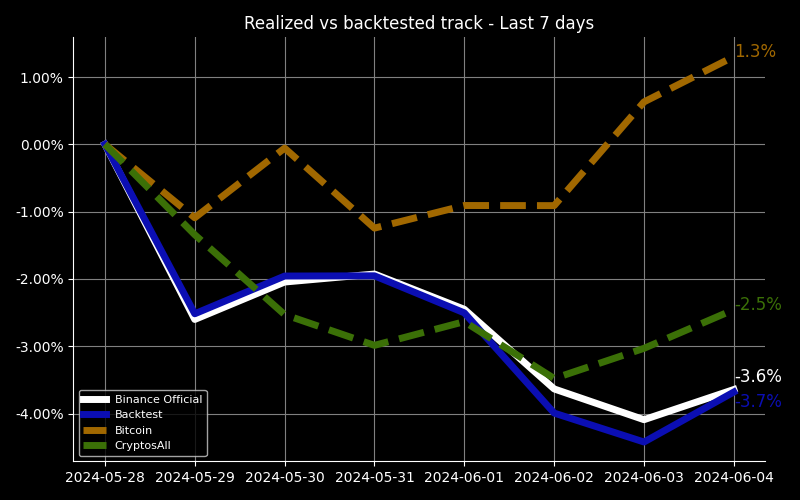 Realized vs backtested track - Last 7 days
1.3%
1.00%
0.00%
-1.00%
-2.00%
-2.5%
-3.00%
-3.6%
-3.7%
-4.00%
Binance Official
Backtest
Bitcoin
CryptosAll
2024-05-28 2024-05-29 2024-05-30 2024-05-31 2024-06-01 2024-06-02 2024-06-03 2024-06-04